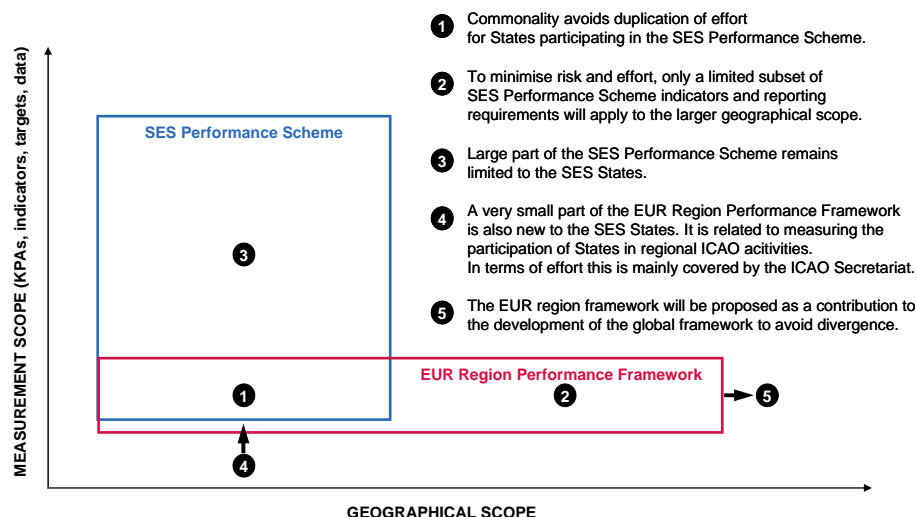 1 Commonality avoids duplication of effort
for States participating in the SES Performance Scheme.
2 To minimise risk and effort, only a limited subset of
SES Performance Scheme indicators and reporting
requirements will apply to the larger geographical scope.
3 Large part of the SES Performance Scheme remains
limited to the SES States.
4 A very small part of the EUR Region Performance Framework
is also new to the SES States. It is related to measuring the
participation of States in regional ICAO acitivities.
In terms of effort this is mainly covered by the ICAO Secretariat.
5 The EUR region framework will be proposed as a contribution to
the development of the global framework to avoid divergence.
MEASUREMENT SCOPE (KPAs, indicators, targets, data)
SES Performance Scheme
3
EUR Region Performance Framework
1
2
5
4
GEOGRAPHICAL SCOPE